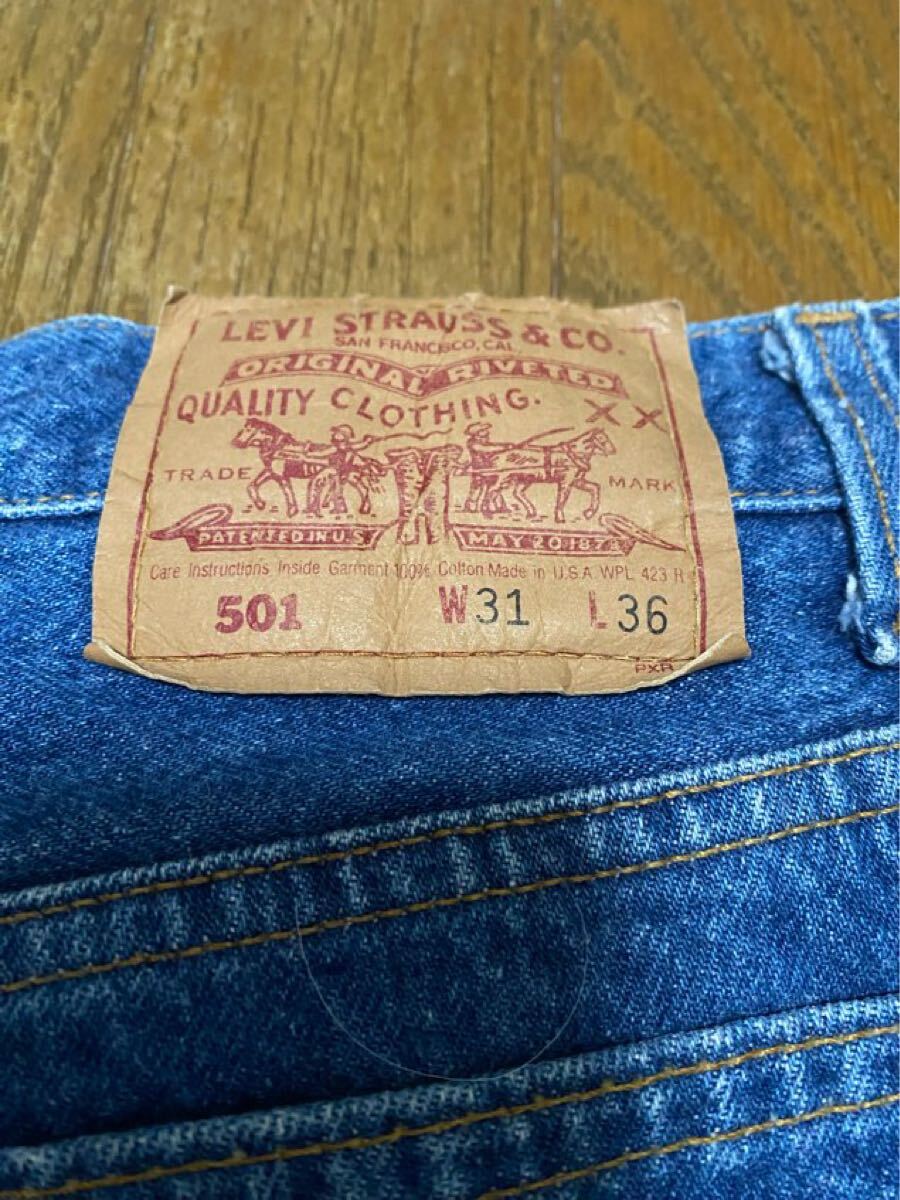 LEVI STRAUSS & CO.
SAN FRANCISCO, CAL.
ORIGINAL RIVETED
QUALITY CLOTHING. XX
TRADE MARK
PATENTED IN U.S. MAY 20 1873
Care Instructions Inside Garment 100% Cotton Made in U.S.A WPL 423 R
501 W31 L36
PXR